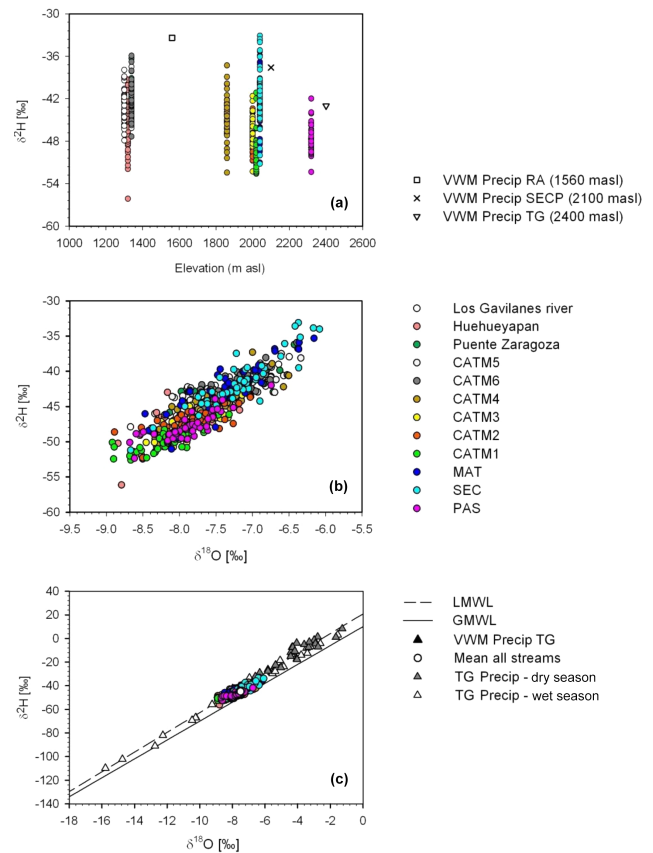 -30
-36
-42
-48
-54
-60
δ²H [‰]
(a)
1000 1200 1400 1600 1800 2000 2200 2400 2600
Elevation (m asl)
VWM Precip RA (1560 masl)
VWM Precip SECP (2100 masl)
VWM Precip TG (2400 masl)
-30
-35
-40
-45
-50
-55
-60
δ²H [‰]
(b)
-9.5 -9.0 -8.5 -8.0 -7.5 -7.0 -6.5 -6.0 -5.5
δ¹⁸O [‰]
Los Gavilanes river
Huehueyapan
Puente Zaragoza
CATM5
CATM6
CATM4
CATM3
CATM2
CATM1
MAT
SEC
PAS
40
20
0
-20
-40
-60
-80
-100
-120
-140
δ²H [‰]
(c)
-18 -16 -14 -12 -10 -8 -6 -4 -2 0
δ¹⁸O [‰]
LMWL
GMWL
VWM Precip TG
Mean all streams
TG Precip - dry season
TG Precip - wet season